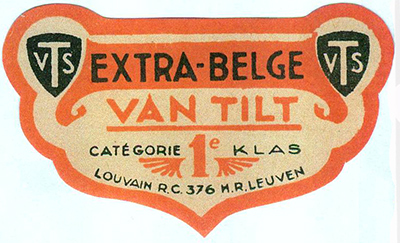 VTS EXTRA-BELGE VTS
VAN TILT
CATÉGORIE 1e KLAS
LOUVAIN R.C. 376 H.R. LEUVEN